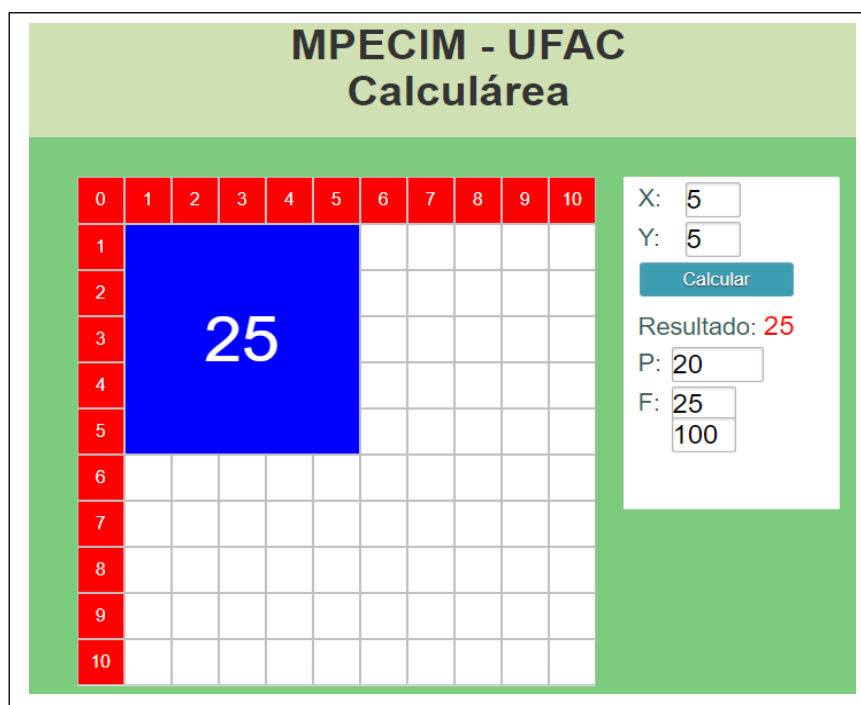 MPECIM - UFAC
Calculárea
0 1 2 3 4 5 6 7 8 9 10
1
2
3
4
5
6
7
8
9
10
25
X: 5
Y: 5
Calcular
Resultado: 25
P: 20
F: 25
100